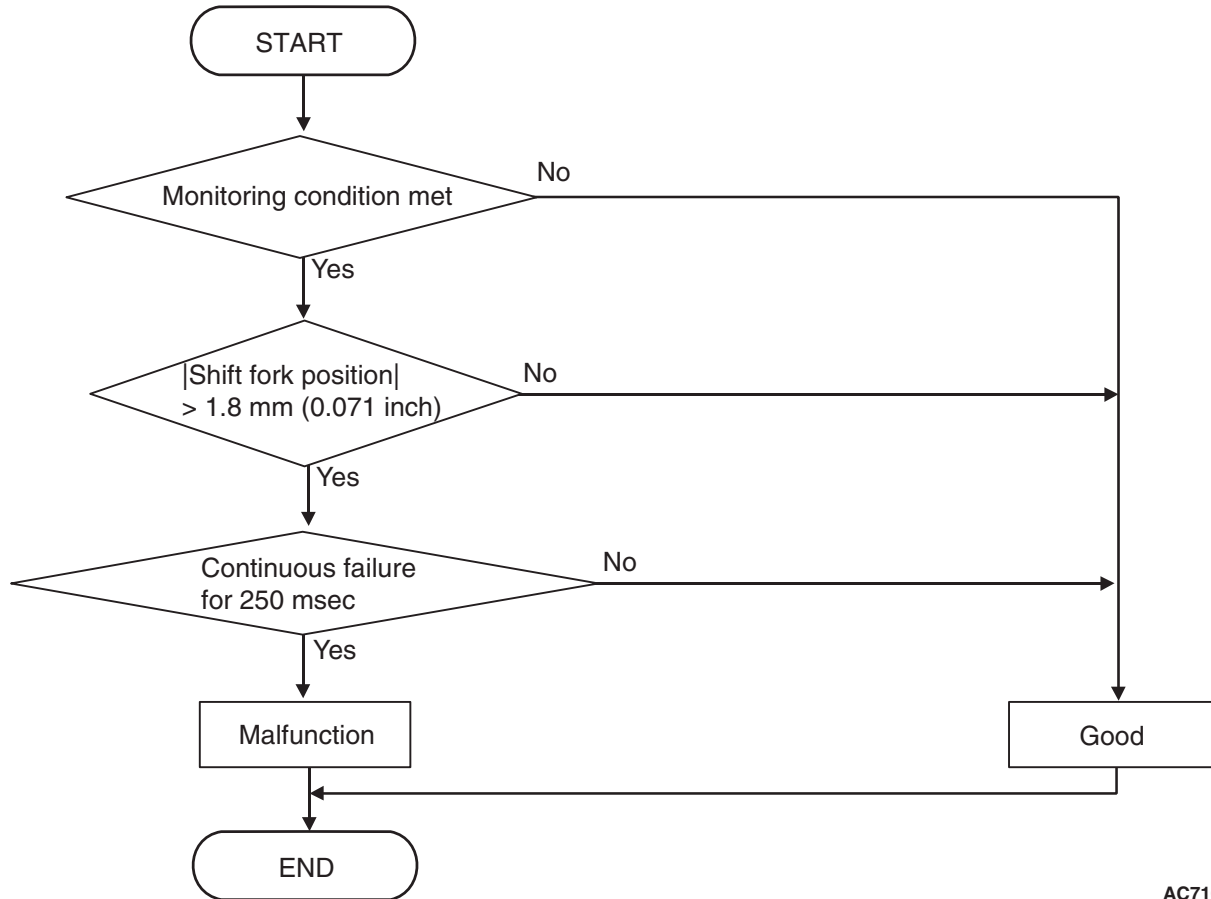 START
Monitoring condition met
No
Yes
|Shift fork position|
> 1.8 mm (0.071 inch)
No
Yes
Continuous failure
for 250 msec
No
Yes
Malfunction
Good
END
AC71